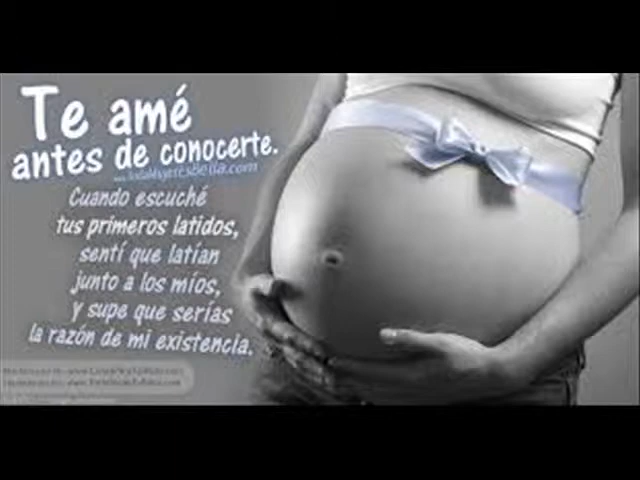 Te amé
antes de conocerte.
Cuando escuché
tus primeros latidos,
sentí que latían
junto a los míos,
y supe que serías
la razón de mi existencia.